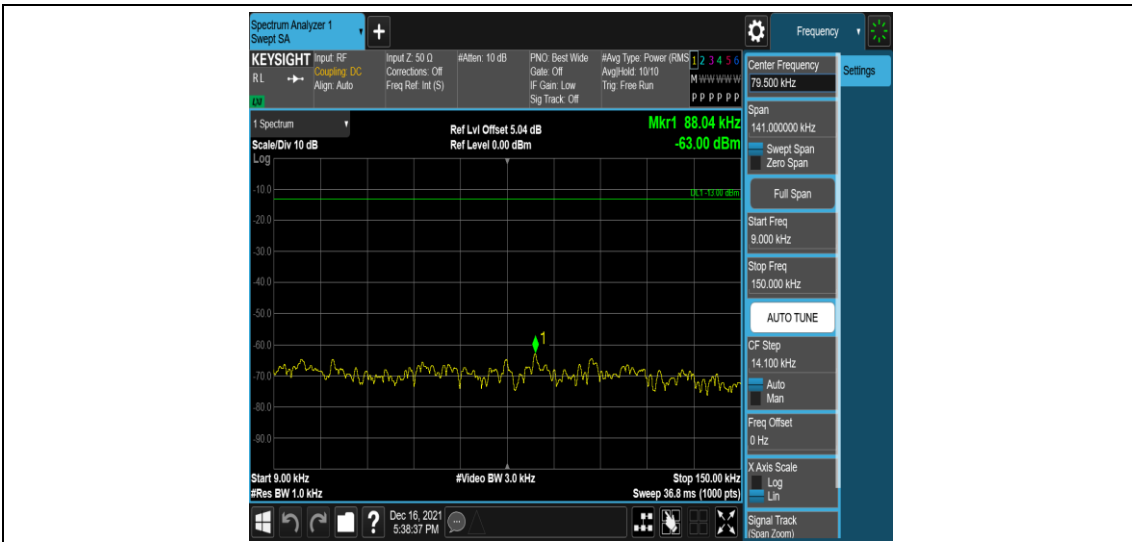 Spectrum Analyzer 1
Swept SA
+
Frequency
KEYSIGHT
RL
LXI
Input: RF
Coupling: DC
Align: Auto
Input Z: 50 Ω
Corrections: Off
Freq Ref: Int (S)
#Atten: 10 dB
PNO: Best Wide
Gate: Off
IF Gain: Low
Sig Track: Off
#Avg Type: Power (RMS
Avg|Hold: 10/10
Trig: Free Run
1 2 3 4 5 6
M W W W W W
P P P P P P
1 Spectrum
Scale/Div 10 dB
Log
Ref Lvl Offset 5.04 dB
Ref Level 0.00 dBm
Mkr1 88.04 kHz
-63.00 dBm
DL1 -13.00 dBm
-10.0
-20.0
-30.0
-40.0
-50.0
-60.0
-70.0
-80.0
-90.0
1
Start 9.00 kHz
#Res BW 1.0 kHz
#Video BW 3.0 kHz
Stop 150.00 kHz
Sweep 36.8 ms (1000 pts)
?
Dec 16, 2021
5:38:37 PM
Center Frequency
79.500 kHz
Settings
Span
141.000000 kHz
Swept Span
Zero Span
Full Span
Start Freq
9.000 kHz
Stop Freq
150.000 kHz
AUTO TUNE
CF Step
14.100 kHz
Auto
Man
Freq Offset
0 Hz
X Axis Scale
Log
Lin
Signal Track
(Span Zoom)